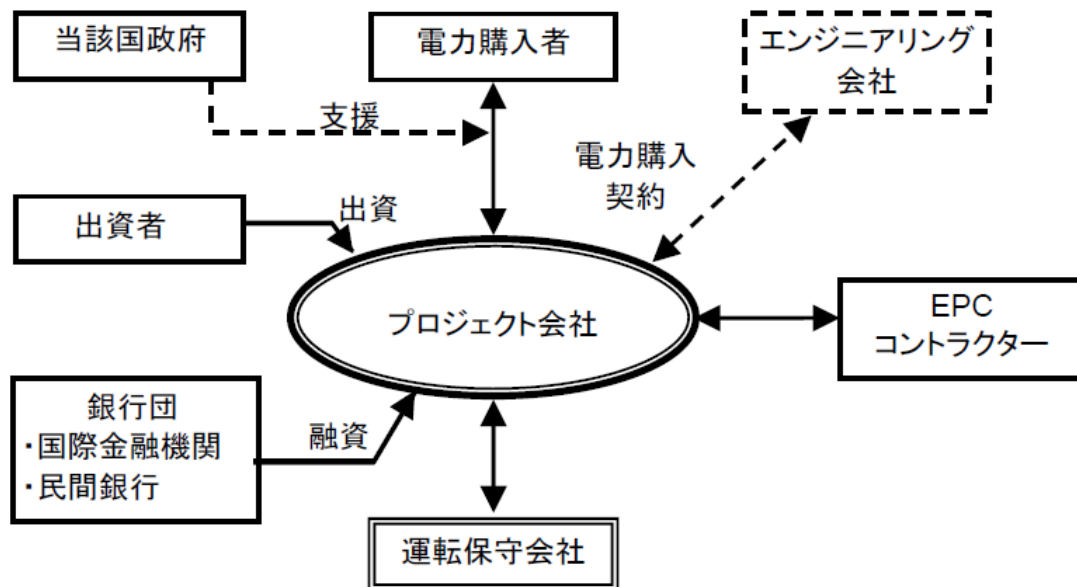 当該国政府
電力購入者
エンジニアリング
会社
支援
電力購入
契約
出資者
出資
プロジェクト会社
EPC
コントラクター
銀行団
・国際金融機関
・民間銀行
融資
運転保守会社